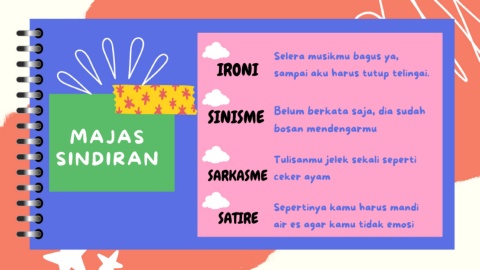 MAJAS
SINDIRAN
IRONI
Selera musikmu bagus ya,
sampai aku harus tutup telingai.
SINISME
Belum berkata saja, dia sudah
bosan mendengarmu
SARKASME
Tulisanmu jelek sekali seperti
ceker ayam
SATIRE
Sepertinya kamu harus mandi
air es agar kamu tidak emosi